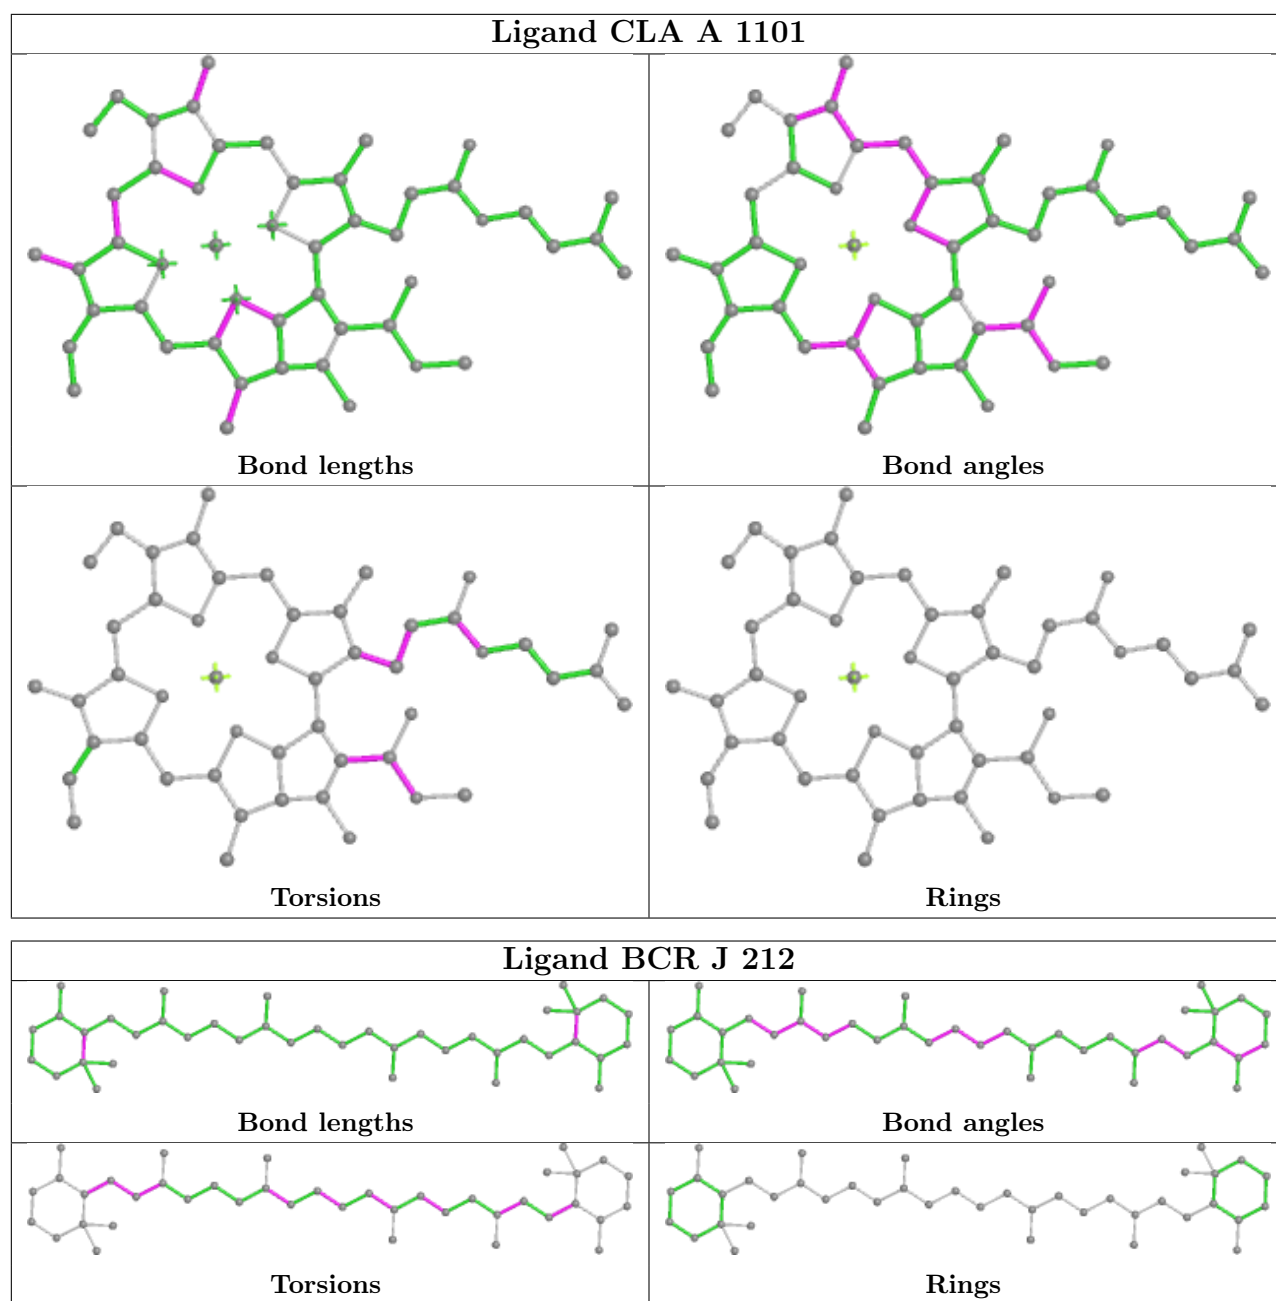 Ligand CLA A 1101
Bond lengths
Bond angles
Torsions
Rings
Ligand BCR J 212
Bond lengths
Bond angles
Torsions
Rings